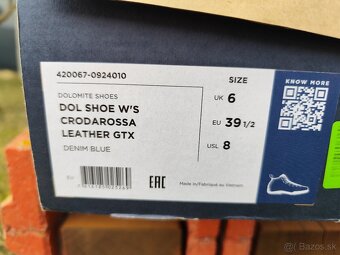 420067-0924010
DOLOMITE SHOES
DOL SHOE W'S
CRODAROSSA
LEATHER GTX
DENIM BLUE
SIZE
UK 6
EU 39 1/2
USL 8
KNOW MORE
EAC
Made in/Fabriqué au Vietnam
bazos.sk